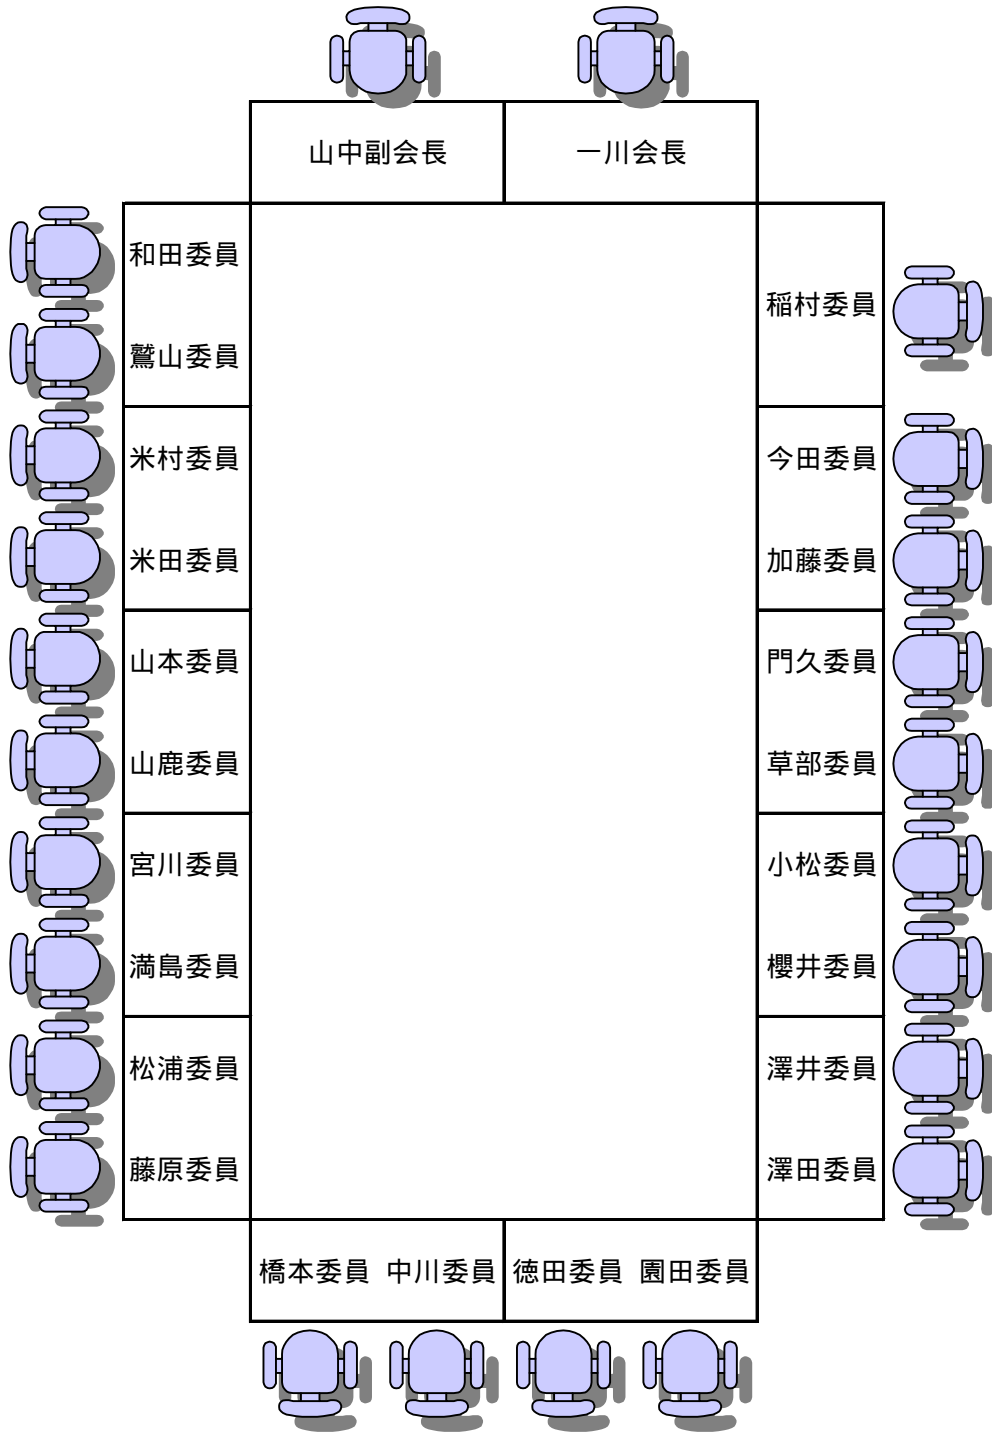 山中副会長
一川会長
和田委員
鷲山委員
米村委員
米田委員
山本委員
山鹿委員
宮川委員
満島委員
松浦委員
藤原委員
稲村委員
今田委員
加藤委員
門久委員
草部委員
小松委員
櫻井委員
澤井委員
澤田委員
橋本委員 中川委員 徳田委員 園田委員